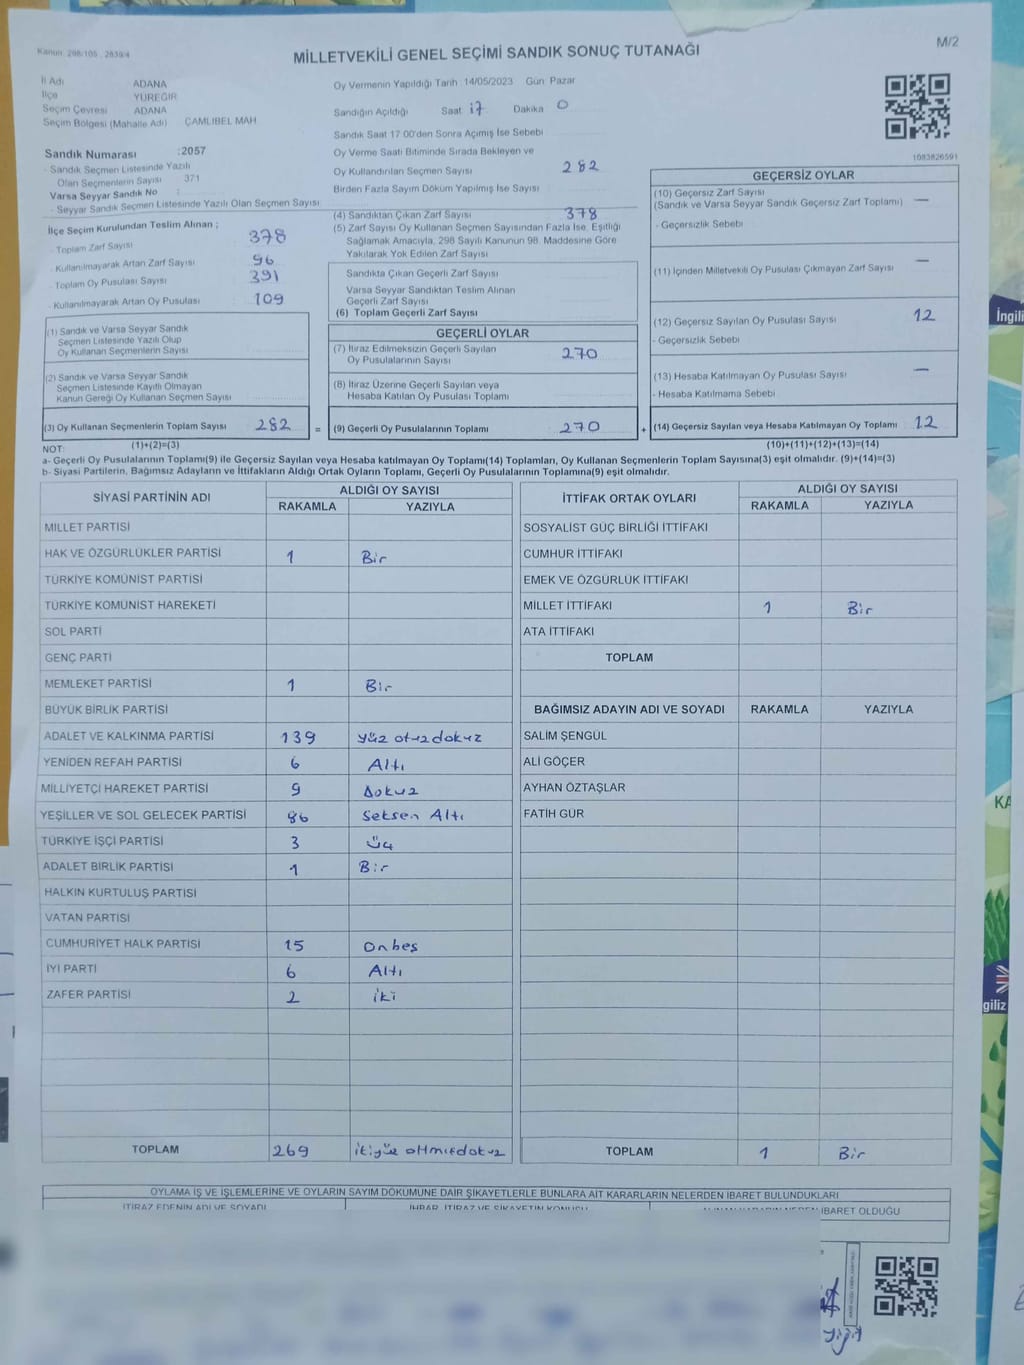 Kanun: 298/105 , 2839/4
M/2
MİLLETVEKİLİ GENEL SEÇİMİ SANDIK SONUÇ TUTANAĞI
İl Adı ADANA
İlçe YÜREĞİR
Seçim Çevresi ADANA
Seçim Bölgesi (Mahalle Adı) ÇAMLIBEL MAH.
Oy Vermenin Yapıldığı Tarih :14/05/2023 Gün: Pazar
Sandığın Açıldığı Saat 17 Dakika 0
Sandık Saat 17.00'den Sonra Açılmış İse Sebebi
Sandık Numarası :2057
- Sandık Seçmen Listesinde Yazılı
Olan Seçmenlerin Sayısı 371
Varsa Seyyar Sandık No :
- Seyyar Sandık Seçmen Listesinde Yazılı Olan Seçmen Sayısı
Oy Verme Saati Bitiminde Sırada Bekleyen ve
Oy Kullandırılan Seçmen Sayısı 282
Birden Fazla Sayım Döküm Yapılmış İse Sayısı
1083826591
İlçe Seçim Kurulundan Teslim Alınan ;
- Toplam Zarf Sayısı 378
- Kullanılmayarak Artan Zarf Sayısı 96
- Toplam Oy Pusulası Sayısı 391
- Kullanılmayarak Artan Oy Pusulası 109
(4) Sandıktan Çıkan Zarf Sayısı 378
(5) Zarf Sayısı Oy Kullanan Seçmen Sayısından Fazla İse, Eşitliği
Sağlamak Amacıyla, 298 Sayılı Kanunun 98. Maddesine Göre
Yakılarak Yok Edilen Zarf Sayısı
Sandıkta Çıkan Geçerli Zarf Sayısı
Varsa Seyyar Sandıktan Teslim Alınan
Geçerli Zarf Sayısı
(6) Toplam Geçerli Zarf Sayısı
GEÇERSİZ OYLAR
(10) Geçersiz Zarf Sayısı —
(Sandık ve Varsa Seyyar Sandık Geçersiz Zarf Toplamı)
- Geçersizlik Sebebi
(11) İçinden Milletvekili Oy Pusulası Çıkmayan Zarf Sayısı —
(12) Geçersiz Sayılan Oy Pusulası Sayısı 12
- Geçersizlik Sebebi
(13) Hesaba Katılmayan Oy Pusulası Sayısı —
- Hesaba Katılmama Sebebi
(14) Geçersiz Sayılan veya Hesaba Katılmayan Oy Toplamı 12
(1) Sandık ve Varsa Seyyar Sandık
Seçmen Listesinde Yazılı Olup
Oy Kullanan Seçmenlerin Sayısı
(2) Sandık ve Varsa Seyyar Sandık
Seçmen Listesinde Kayıtlı Olmayan
Kanun Gereği Oy Kullanan Seçmen Sayısı
(3) Oy Kullanan Seçmenlerin Toplam Sayısı 282 =
GEÇERLİ OYLAR
(7) İtiraz Edilmeksizin Geçerli Sayılan
Oy Pusulalarının Sayısı 270
(8) İtiraz Üzerine Geçerli Sayılan veya
Hesaba Katılan Oy Pusulası Toplamı
(9) Geçerli Oy Pusulalarının Toplamı 270 +
NOT: (1)+(2)=(3) (10)+(11)+(12)+(13)=(14)
a- Geçerli Oy Pusulalarının Toplamı(9) ile Geçersiz Sayılan veya Hesaba katılmayan Oy Toplamı(14) Toplamları, Oy Kullanan Seçmenlerin Toplam Sayısına(3) eşit olmalıdır. (9)+(14)=(3)
b- Siyasi Partilerin, Bağımsız Adayların ve İttifakların Aldığı Ortak Oyların Toplamı, Geçerli Oy Pusulalarının Toplamına(9) eşit olmalıdır.
SİYASİ PARTİNİN ADI ALDIĞI OY SAYISI
RAKAMLA YAZIYLA
MİLLET PARTİSİ
HAK VE ÖZGÜRLÜKLER PARTİSİ 1 Bir
TÜRKİYE KOMÜNİST PARTİSİ
TÜRKİYE KOMÜNİST HAREKETİ
SOL PARTİ
GENÇ PARTİ
MEMLEKET PARTİSİ 1 Bir
BÜYÜK BİRLİK PARTİSİ
ADALET VE KALKINMA PARTİSİ 139 yüz otuzdokuz
YENİDEN REFAH PARTİSİ 6 Altı
MİLLİYETÇİ HAREKET PARTİSİ 9 Dokuz
YEŞİLLER VE SOL GELECEK PARTİSİ 86 Seksen Altı
TÜRKİYE İŞÇİ PARTİSİ 3 Üç
ADALET BİRLİK PARTİSİ 1 Bir
HALKIN KURTULUŞ PARTİSİ
VATAN PARTİSİ
CUMHURİYET HALK PARTİSİ 15 Onbeş
İYİ PARTİ 6 Altı
ZAFER PARTİSİ 2 iki
TOPLAM 269 ikiyüz altmışdokuz
İTTİFAK ORTAK OYLARI ALDIĞI OY SAYISI
RAKAMLA YAZIYLA
SOSYALİST GÜÇ BİRLİĞİ İTTİFAKI
CUMHUR İTTİFAKI
EMEK VE ÖZGÜRLÜK İTTİFAKI
MİLLET İTTİFAKI 1 Bir
ATA İTTİFAKI
TOPLAM
BAĞIMSIZ ADAYIN ADI VE SOYADI RAKAMLA YAZIYLA
SALİM ŞENGÜL
ALİ GÖÇER
AYHAN ÖZTAŞLAR
FATİH GÜR
TOPLAM 1 Bir
OYLAMA İŞ VE İŞLEMLERİNE VE OYLARIN SAYIM DÖKÜMÜNE DAİR ŞİKAYETLERLE BUNLARA AİT KARARLARIN NELERDEN İBARET BULUNDUKLARI
İTİRAZ EDENİN ADI VE SOYADI İHBAR, İTİRAZ VE ŞİKAYETİN KONUSU
İBARET OLDUĞU
yiğit
İngili
KA
giliz